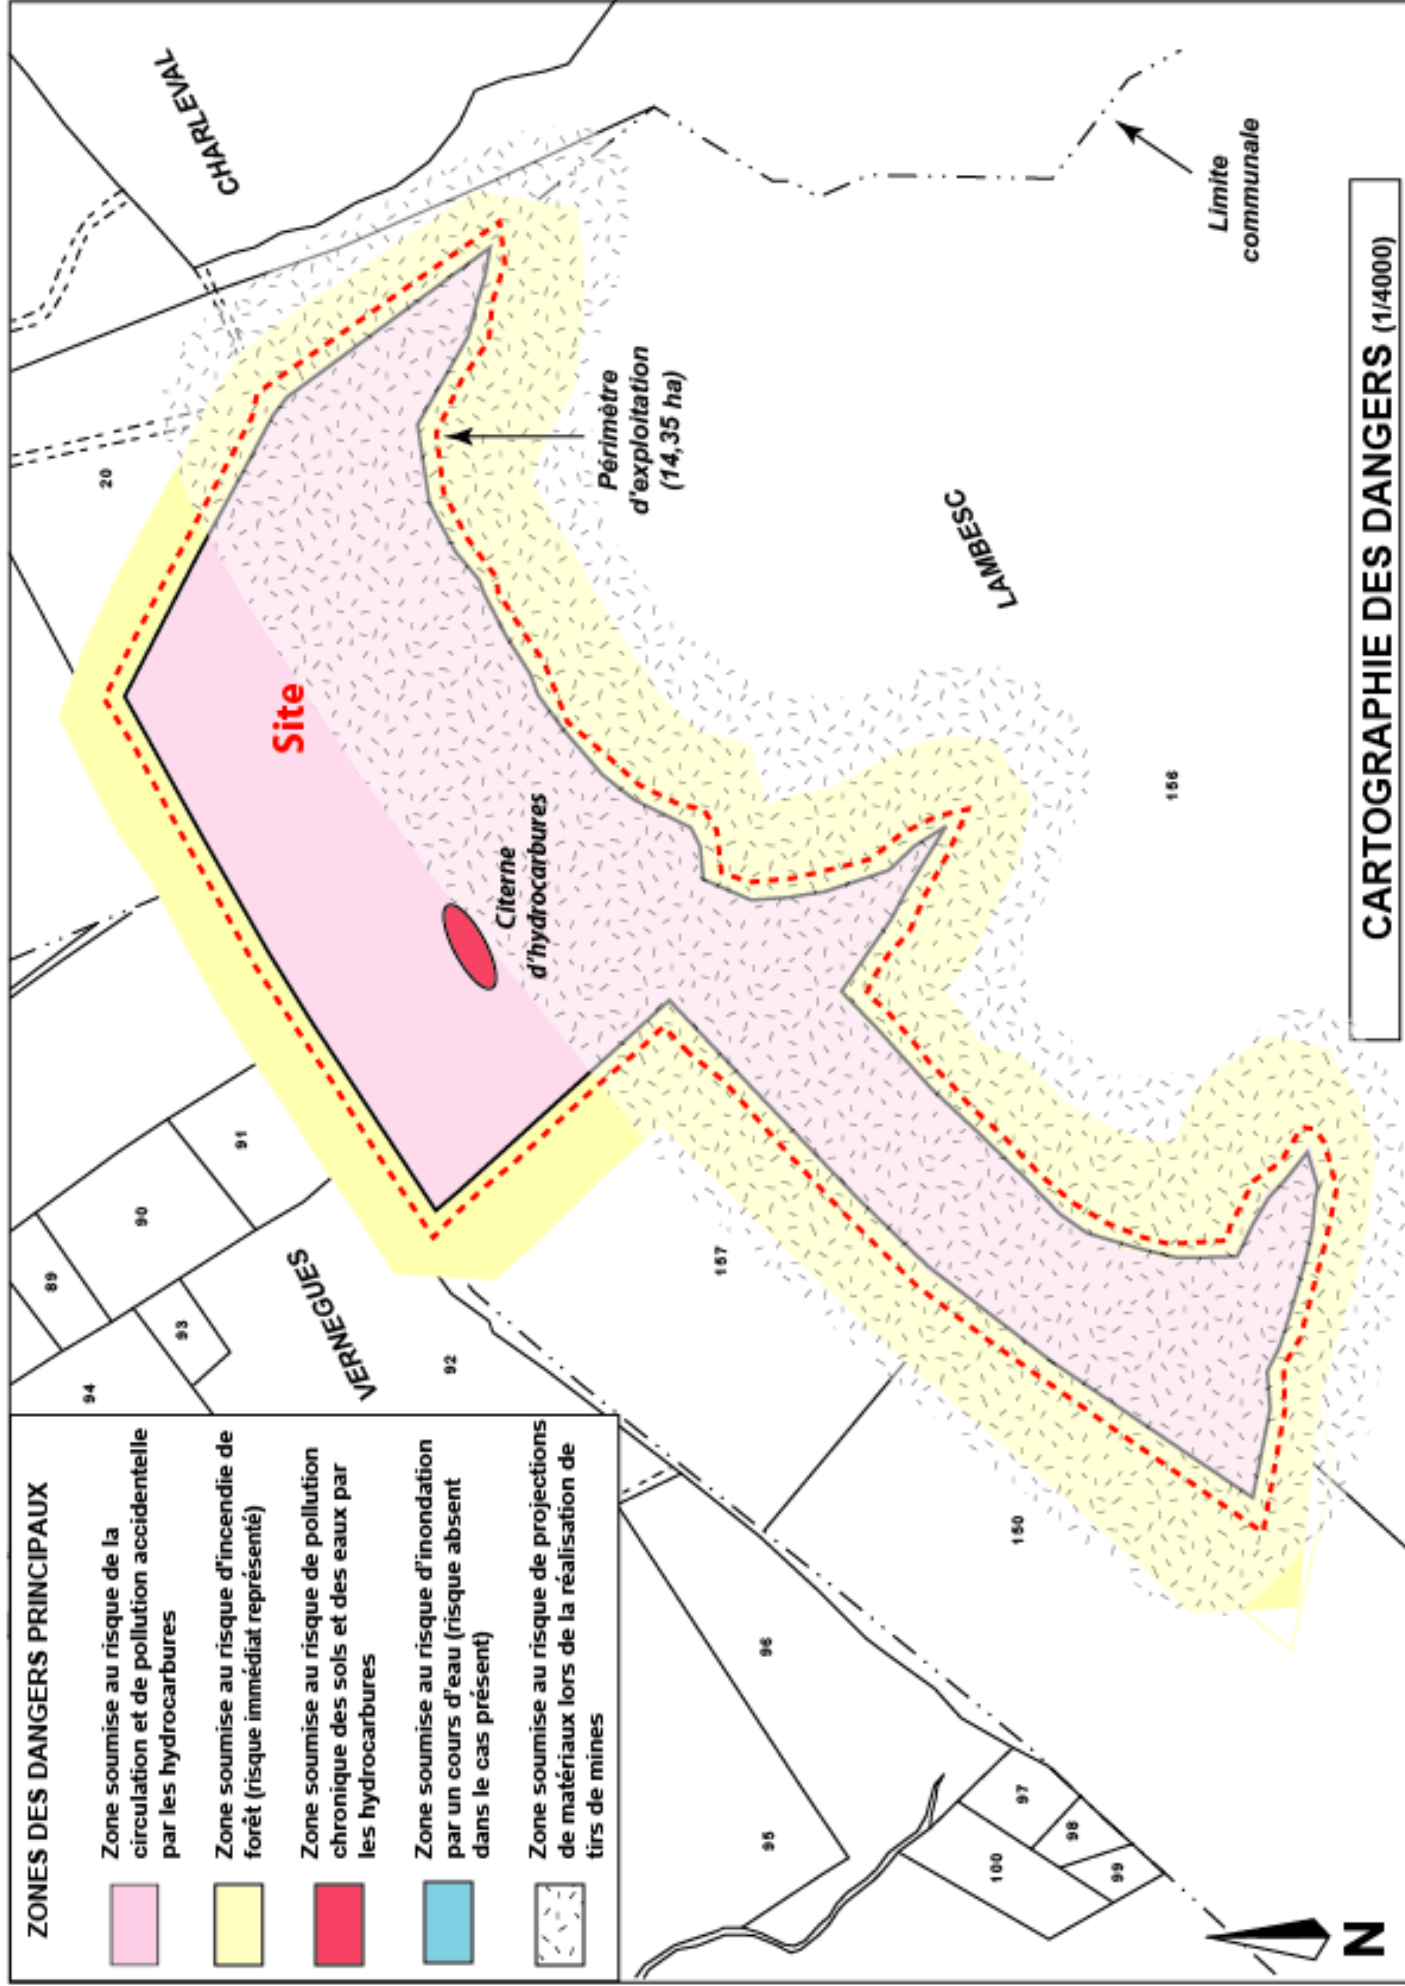 ZONES DES DANGERS PRINCIPAUX
Zone soumise au risque de la
circulation et de pollution accidentelle
par les hydrocarbures
Zone soumise au risque d'incendie de
forêt (risque immédiat représenté)
Zone soumise au risque de pollution
chronique des sols et des eaux par
les hydrocarbures
Zone soumise au risque d'inondation
par un cours d'eau (risque absent
dans le cas présent)
Zone soumise au risque de projections
de matériaux lors de la réalisation de
tirs de mines
94
89
90
91
93
VERNEGUES
92
20
CHARLEVAL
Site
Citerne
d'hydrocarbures
Périmètre
d'exploitation
(14,35 ha)
LAMBESC
Limite
communale
156
157
150
96
95
97
98
99
100
N
CARTOGRAPHIE DES DANGERS (1/4000)